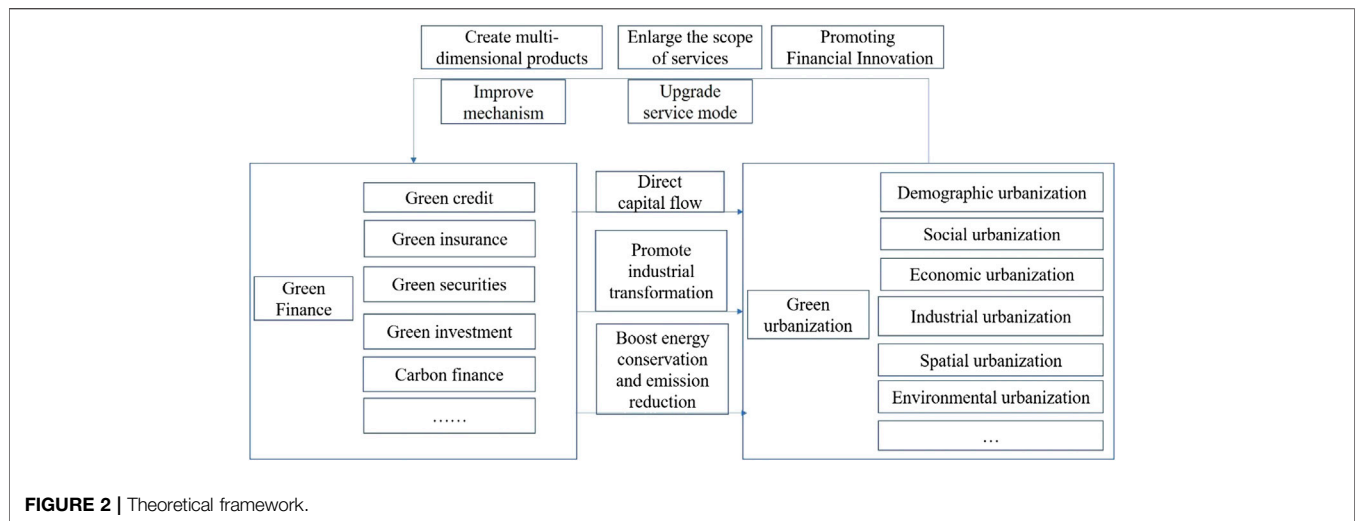 Create multi-
dimensional products
Enlarge the scope
of services
Promoting
Financial Innovation
Improve
mechanism
Upgrade
service mode
Green
Finance
Green credit
Green insurance
Green securities
Green investment
Carbon finance
……
Direct
capital flow
Promote
industrial
transformation
Boost energy
conservation
and emission
reduction
Green
urbanization
Demographic urbanization
Social urbanization
Economic urbanization
Industrial urbanization
Spatial urbanization
Environmental urbanization
…
FIGURE 2 | Theoretical framework.